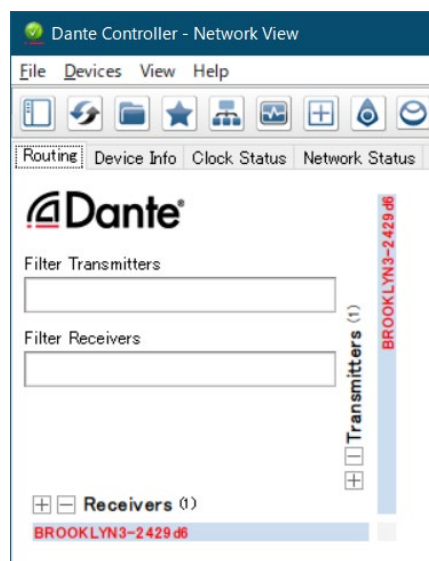 Dante Controller - Network View
File Devices View Help
Routing Device Info Clock Status Network Status
Dante®
Filter Transmitters
Filter Receivers
Transmitters (1)
BROOKLYN3-2429d6
Receivers (1)
BROOKLYN3-2429d6